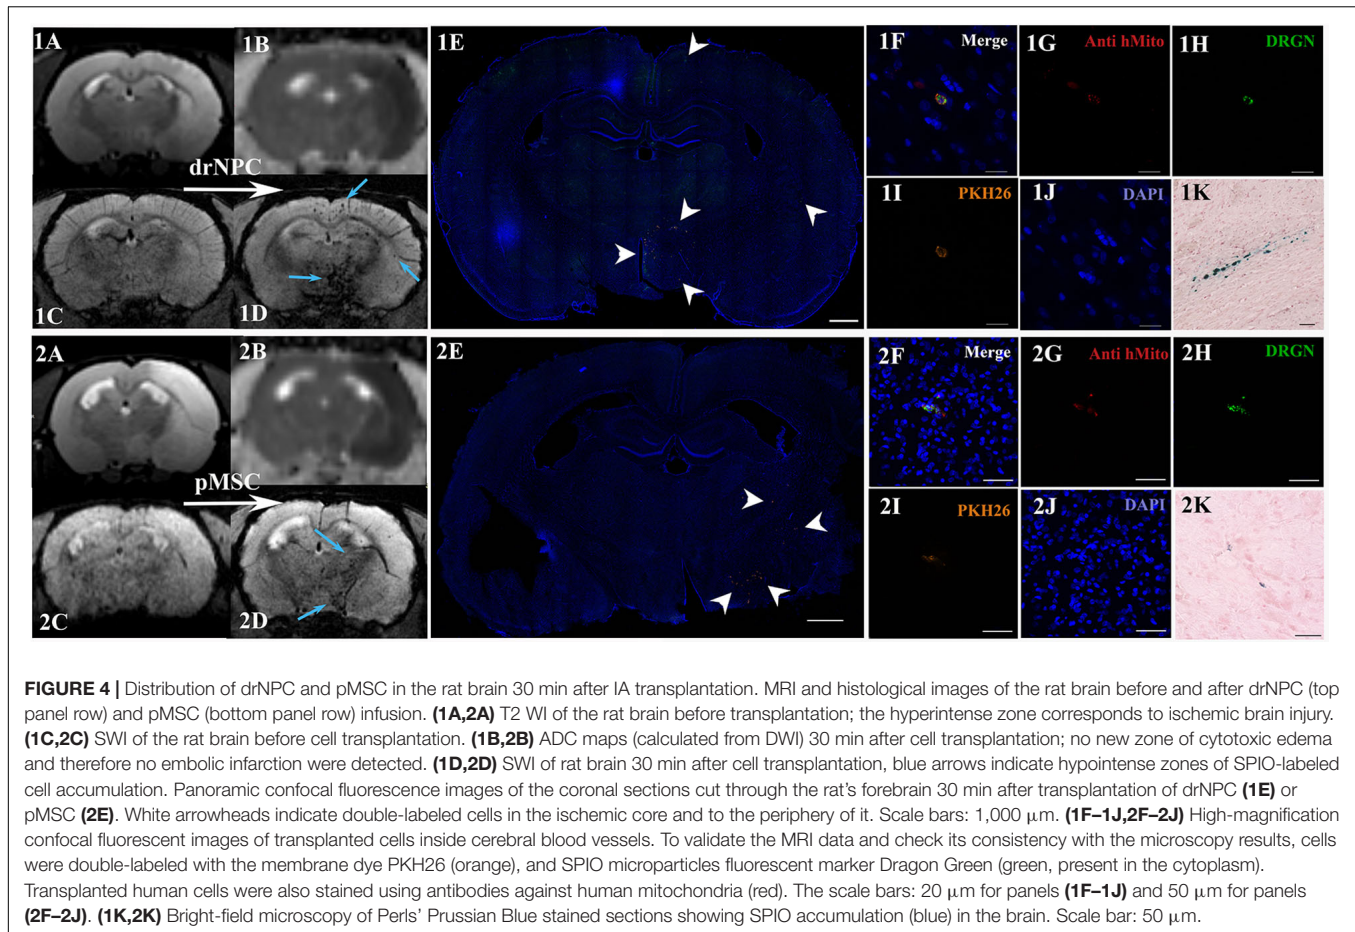 1A
1B
1E
1F
Merge
1G
Anti hMito
1H
DRGN
drNPC
1I
PKH26
1J
DAPI
1K
1C
1D
2A
2B
2E
2F
Merge
2G
Anti hMito
2H
DRGN
pMSC
2I
PKH26
2J
DAPI
2K
2C
2D
FIGURE 4 | Distribution of drNPC and pMSC in the rat brain 30 min after IA transplantation. MRI and histological images of the rat brain before and after drNPC (top
panel row) and pMSC (bottom panel row) infusion. (1A,2A) T2 WI of the rat brain before transplantation; the hyperintense zone corresponds to ischemic brain injury.
(1C,2C) SWI of the rat brain before cell transplantation. (1B,2B) ADC maps (calculated from DWI) 30 min after cell transplantation; no new zone of cytotoxic edema
and therefore no embolic infarction were detected. (1D,2D) SWI of rat brain 30 min after cell transplantation, blue arrows indicate hypointense zones of SPIO-labeled
cell accumulation. Panoramic confocal fluorescence images of the coronal sections cut through the rat's forebrain 30 min after transplantation of drNPC (1E) or
pMSC (2E). White arrowheads indicate double-labeled cells in the ischemic core and to the periphery of it. Scale bars: 1,000 μm. (1F–1J,2F–2J) High-magnification
confocal fluorescent images of transplanted cells inside cerebral blood vessels. To validate the MRI data and check its consistency with the microscopy results, cells
were double-labeled with the membrane dye PKH26 (orange), and SPIO microparticles fluorescent marker Dragon Green (green, present in the cytoplasm).
Transplanted human cells were also stained using antibodies against human mitochondria (red). The scale bars: 20 μm for panels (1F–1J) and 50 μm for panels
(2F–2J). (1K,2K) Bright-field microscopy of Perls' Prussian Blue stained sections showing SPIO accumulation (blue) in the brain. Scale bar: 50 μm.